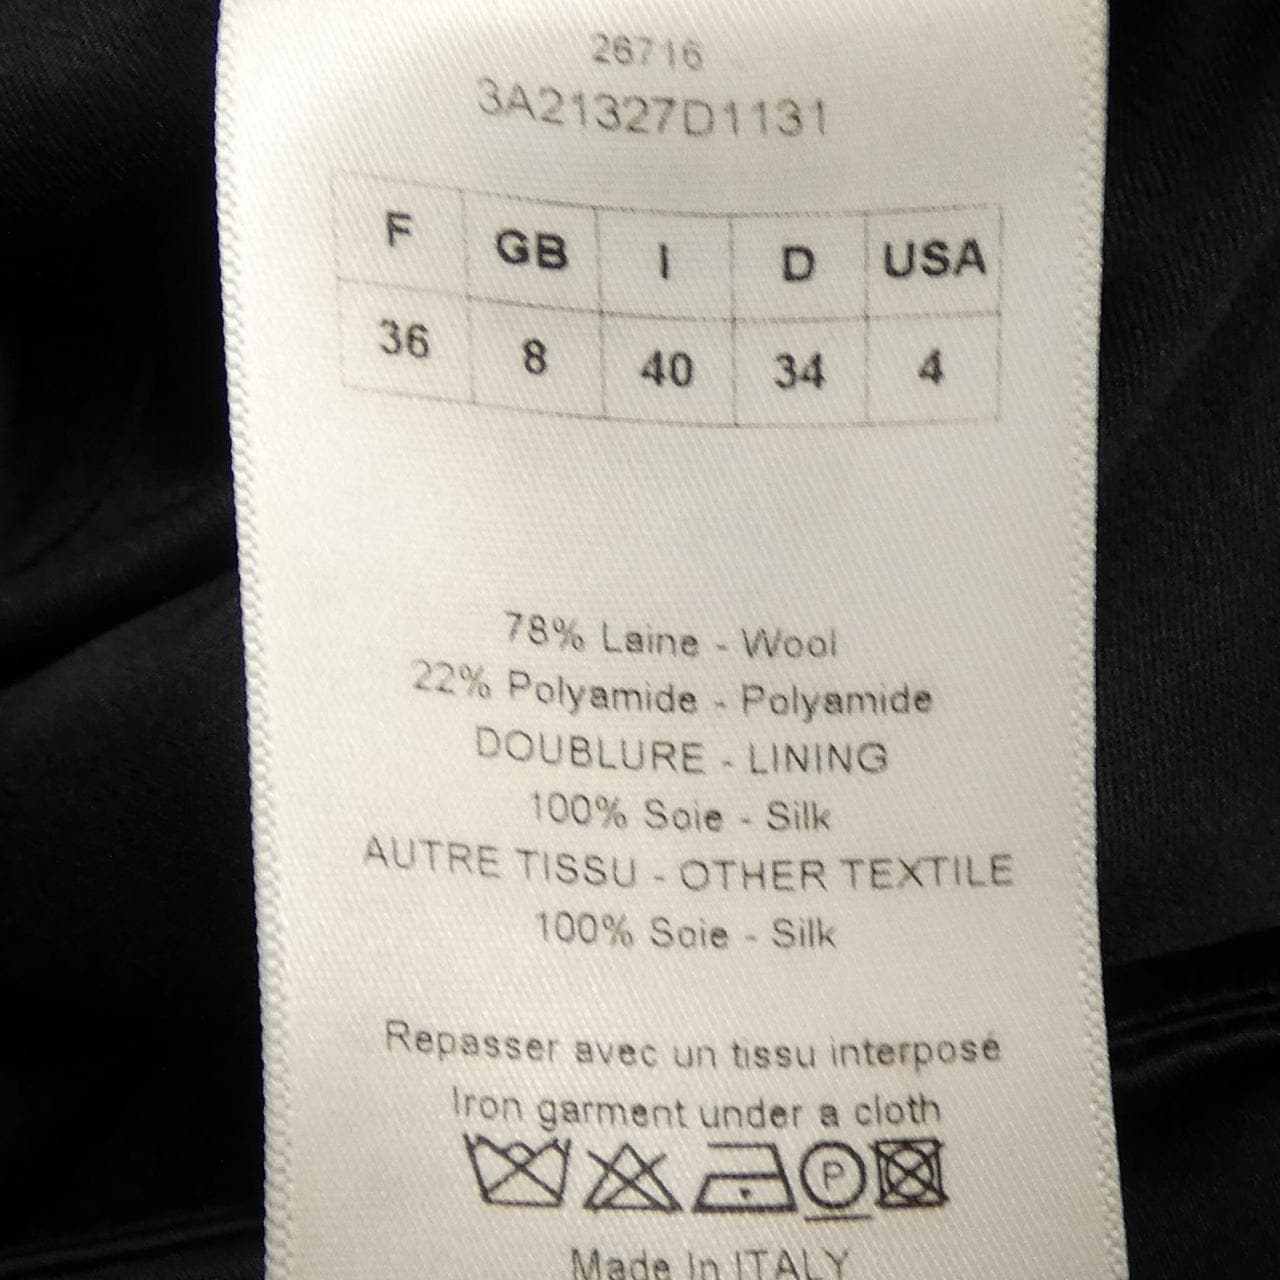 26716
3A21327D1131
F GB I D USA
36 8 40 34 4
78% Laine - Wool
22% Polyamide - Polyamide
DOUBLURE - LINING
100% Soie - Silk
AUTRE TISSU - OTHER TEXTILE
100% Soie - Silk
Repasser avec un tissu interposé
Iron garment under a cloth
P
Made In ITALY